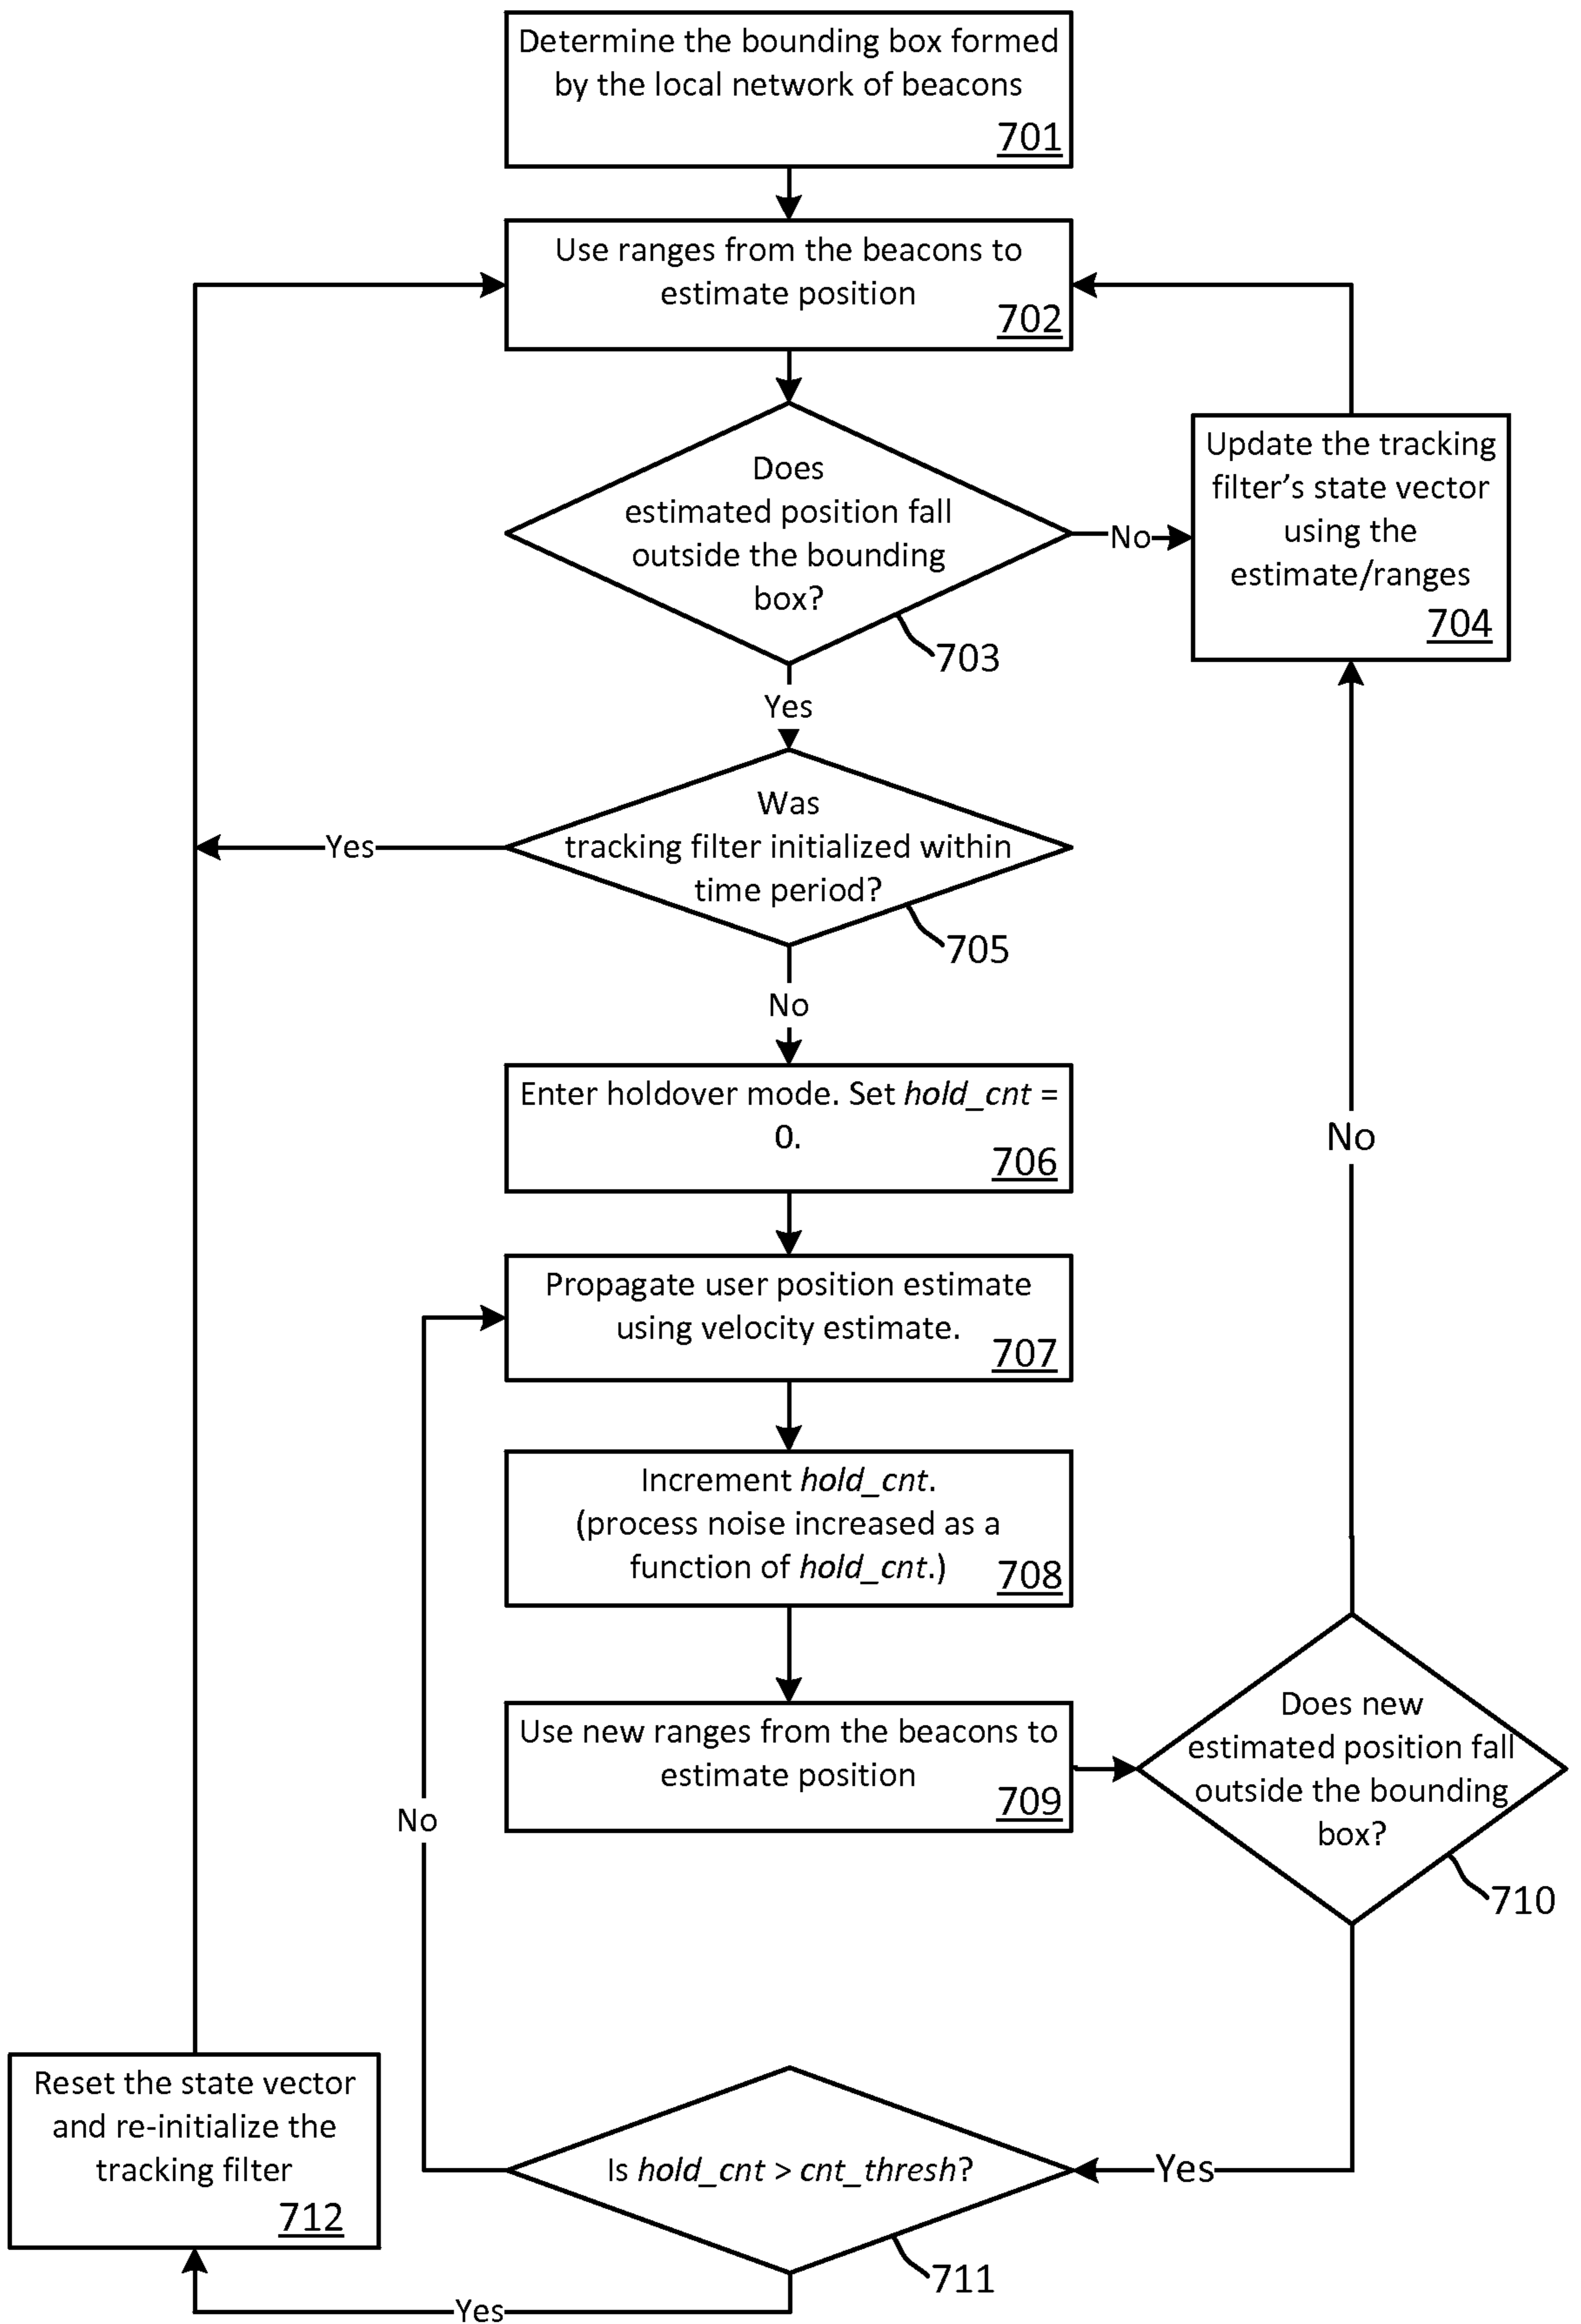 Determine the bounding box formed
by the local network of beacons
701
Use ranges from the beacons to
estimate position
702
Does
estimated position fall
outside the bounding
box?
703
No
Update the tracking
filter's state vector
using the
estimate/ranges
704
Yes
Was
tracking filter initialized within
time period?
705
Yes
No
Enter holdover mode. Set hold_cnt =
0.
706
No
Propagate user position estimate
using velocity estimate.
707
Increment hold_cnt.
(process noise increased as a
function of hold_cnt.)
708
Use new ranges from the beacons to
estimate position
709
Does new
estimated position fall
outside the bounding
box?
710
No
Reset the state vector
and re-initialize the
tracking filter
712
Is hold_cnt > cnt_thresh?
711
Yes
Yes